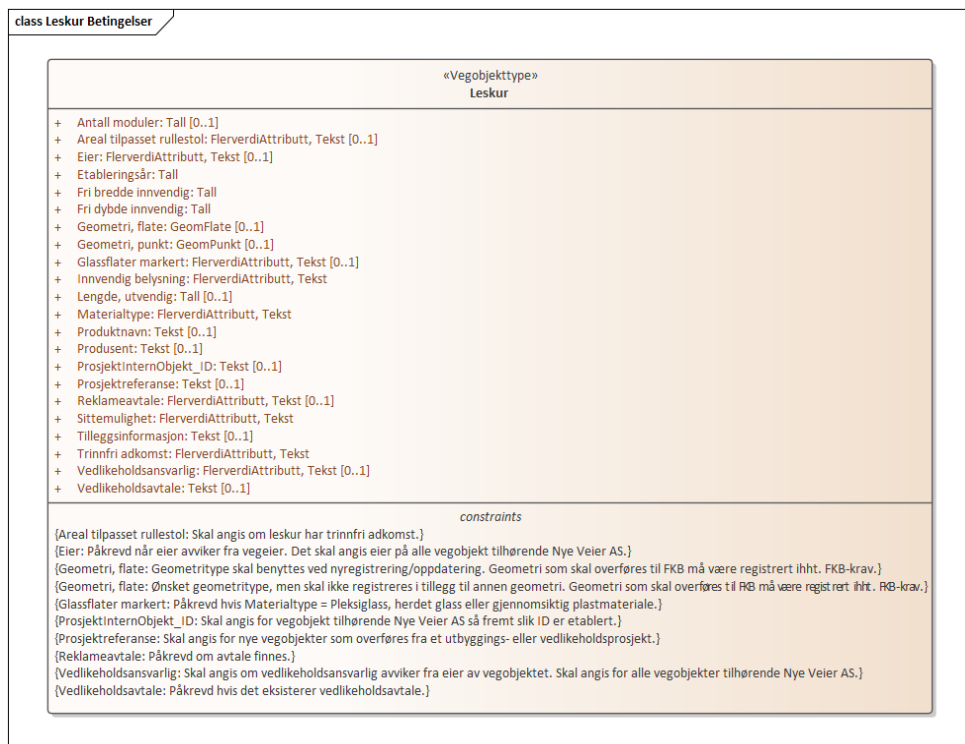 class Leskur Betingelser
«Vegobjekttype»
Leskur
+ Antall moduler: Tall [0..1]
+ Areal tilpasset rullestol: FlerverdiAttributt, Tekst [0..1]
+ Eier: FlerverdiAttributt, Tekst [0..1]
+ Etableringsår: Tall
+ Fri bredde innvendig: Tall
+ Fri dybde innvendig: Tall
+ Geometri, flate: GeomFlate [0..1]
+ Geometri, punkt: GeomPunkt [0..1]
+ Glassflater markert: FlerverdiAttributt, Tekst [0..1]
+ Innvendig belysning: FlerverdiAttributt, Tekst
+ Lengde, utvendig: Tall [0..1]
+ Materialtype: FlerverdiAttributt, Tekst
+ Produktnavn: Tekst [0..1]
+ Produsent: Tekst [0..1]
+ ProsjektInternObjekt_ID: Tekst [0..1]
+ Prosjektreferanse: Tekst [0..1]
+ Reklameavtale: FlerverdiAttributt, Tekst [0..1]
+ Sittemulighet: FlerverdiAttributt, Tekst
+ Tilleggsinformasjon: Tekst [0..1]
+ Trinnfri adkomst: FlerverdiAttributt, Tekst
+ Vedlikeholdsansvarlig: FlerverdiAttributt, Tekst [0..1]
+ Vedlikeholdsavtale: Tekst [0..1]
constraints
{Areal tilpasset rullestol: Skal angis om leskur har trinnfri adkomst.}
{Eier: Påkrevd når eier avviker fra vegeier. Det skal angis eier på alle vegobjekt tilhørende Nye Veier AS.}
{Geometri, flate: Geometritype skal benyttes ved nyregistrering/oppdatering. Geometri som skal overføres til FKB må være registrert ihht. FKB-krav.}
{Geometri, flate: Ønsket geometritype, men skal ikke registreres i tillegg til annen geometri. Geometri som skal overføres til FKB må være registrert ihht. FKB-krav.}
{Glassflater markert: Påkrevd hvis Materialtype = Pleksiglass, herdet glass eller gjennomsiktig plastmateriale.}
{ProsjektInternObjekt_ID: Skal angis for vegobjekt tilhørende Nye Veier AS så fremt slik ID er etablert.}
{Prosjektreferanse: Skal angis for nye vegobjekter som overføres fra et utbyggings- eller vedlikeholdsprosjekt.}
{Reklameavtale: Påkrevd om avtale finnes.}
{Vedlikeholdsansvarlig: Skal angis om vedlikeholdsansvarlig avviker fra eier av vegobjektet. Skal angis for alle vegobjekter tilhørende Nye Veier AS.}
{Vedlikeholdsavtale: Påkrevd hvis det eksisterer vedlikeholdsavtale.}